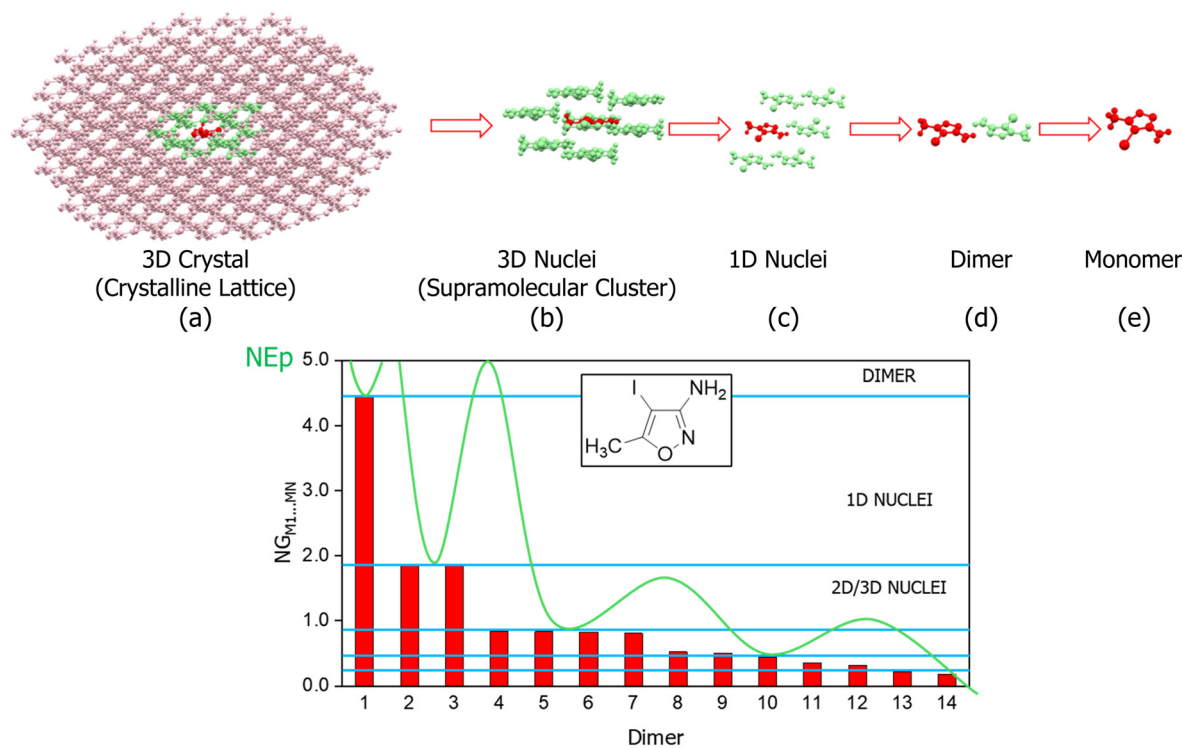 3D Crystal
(Crystalline Lattice)
(a)
3D Nuclei
(Supramolecular Cluster)
(b)
1D Nuclei
(c)
Dimer
(d)
Monomer
(e)
NEp
NG_M1...MN
5.0
4.0
3.0
2.0
1.0
0.0
DIMER
1D NUCLEI
2D/3D NUCLEI
I
NH₂
N
O
H₃C
1 2 3 4 5 6 7 8 9 10 11 12 13 14
Dimer